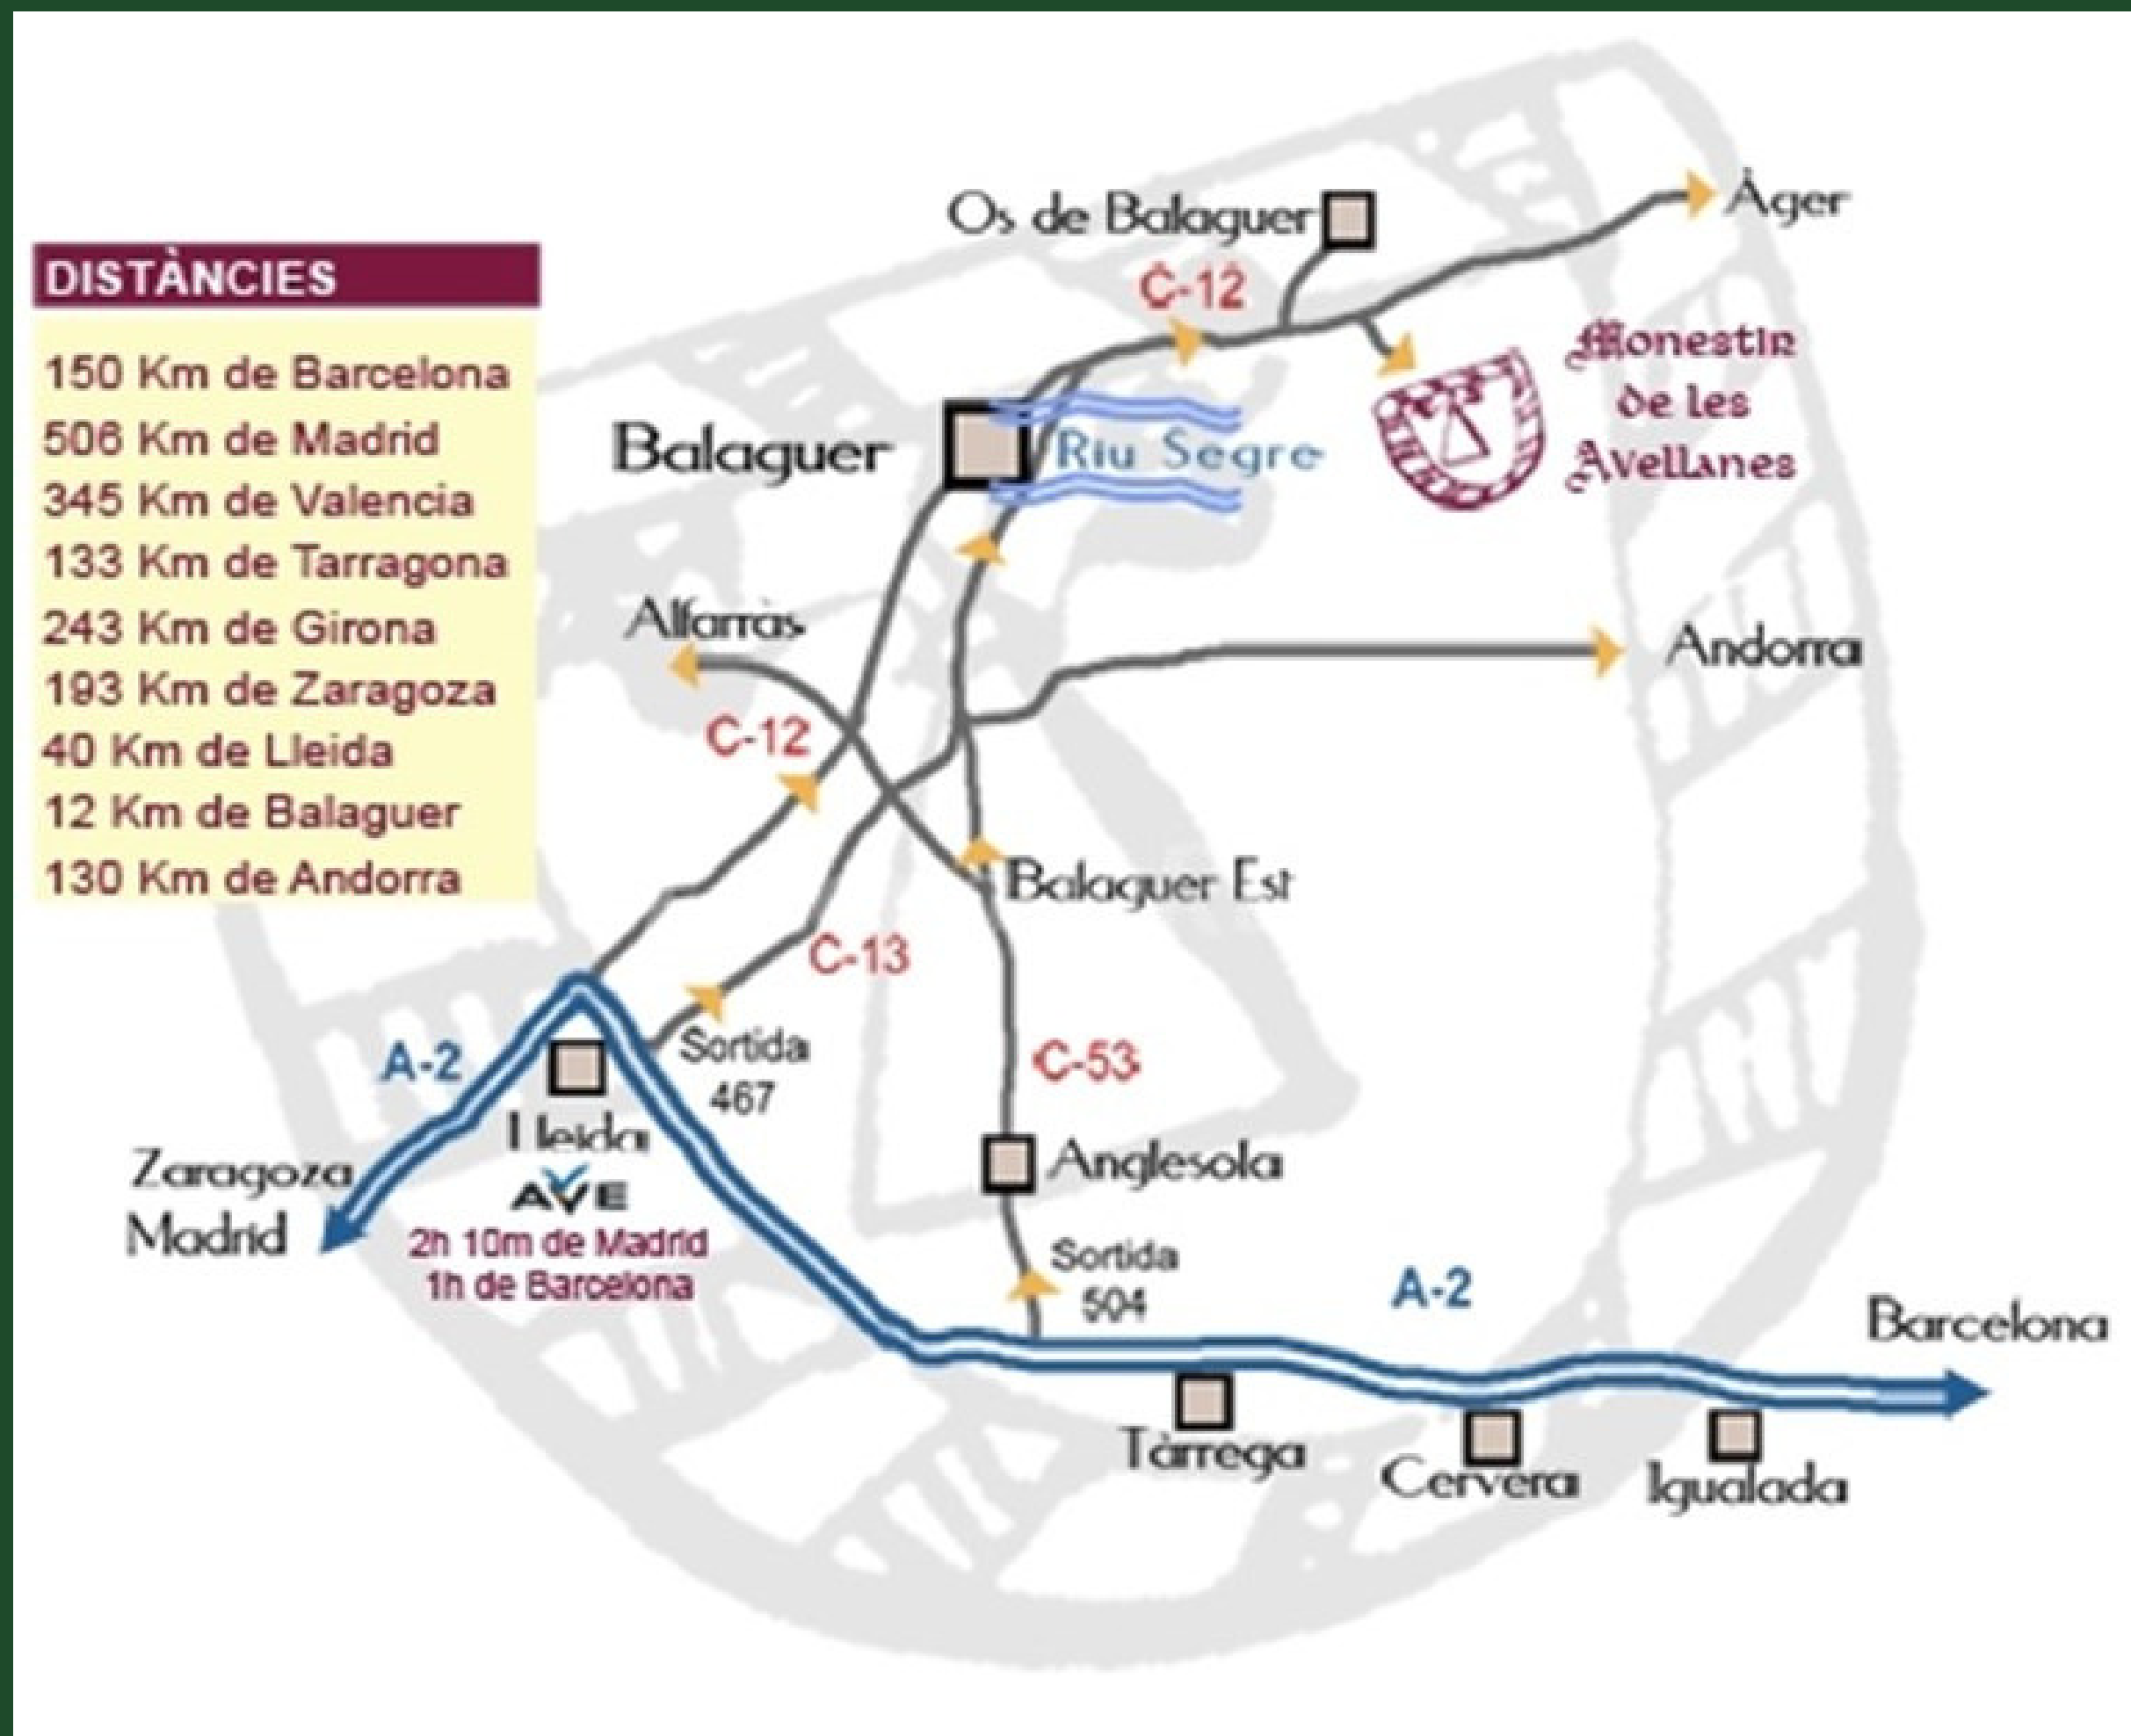 Os de Balaguer
Àger
C-12
DISTÀNCIES
150 Km de Barcelona
506 Km de Madrid
345 Km de Valencia
133 Km de Tarragona
243 Km de Girona
193 Km de Zaragoza
40 Km de Lleida
12 Km de Balaguer
130 Km de Andorra
Monestir
de les
Avellanes
Balaguer
Riu Segre
Alfarràs
Andorra
C-12
Balaguer Est
C-13
A-2
Sortida
467
C-53
Lleida
AVE
2h 10m de Madrid
1h de Barcelona
Zaragoza
Madrid
Anglesola
Sortida
504
A-2
Barcelona
Tàrrega
Cervera
Igualada